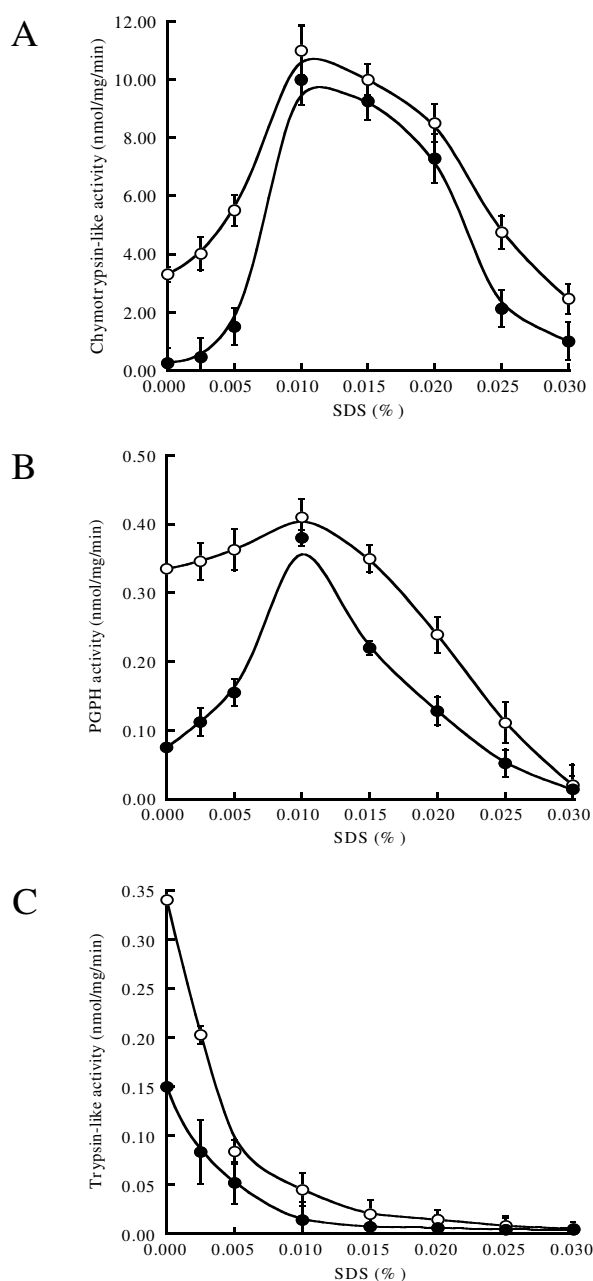 A
Chymotrypsin-like activity (nmol/mg/min)
12.00
10.00
8.00
6.00
4.00
2.00
0.00
0.000 0.005 0.010 0.015 0.020 0.025 0.030
SDS (% )
B
PGPH activity (nmol/mg/min)
0.50
0.40
0.30
0.20
0.10
0.00
0.000 0.005 0.010 0.015 0.020 0.025 0.030
SDS (% )
C
Trypsin-like activity (nmol/mg/min)
0.35
0.30
0.25
0.20
0.15
0.10
0.05
0.00
0.000 0.005 0.010 0.015 0.020 0.025 0.030
SDS (% )